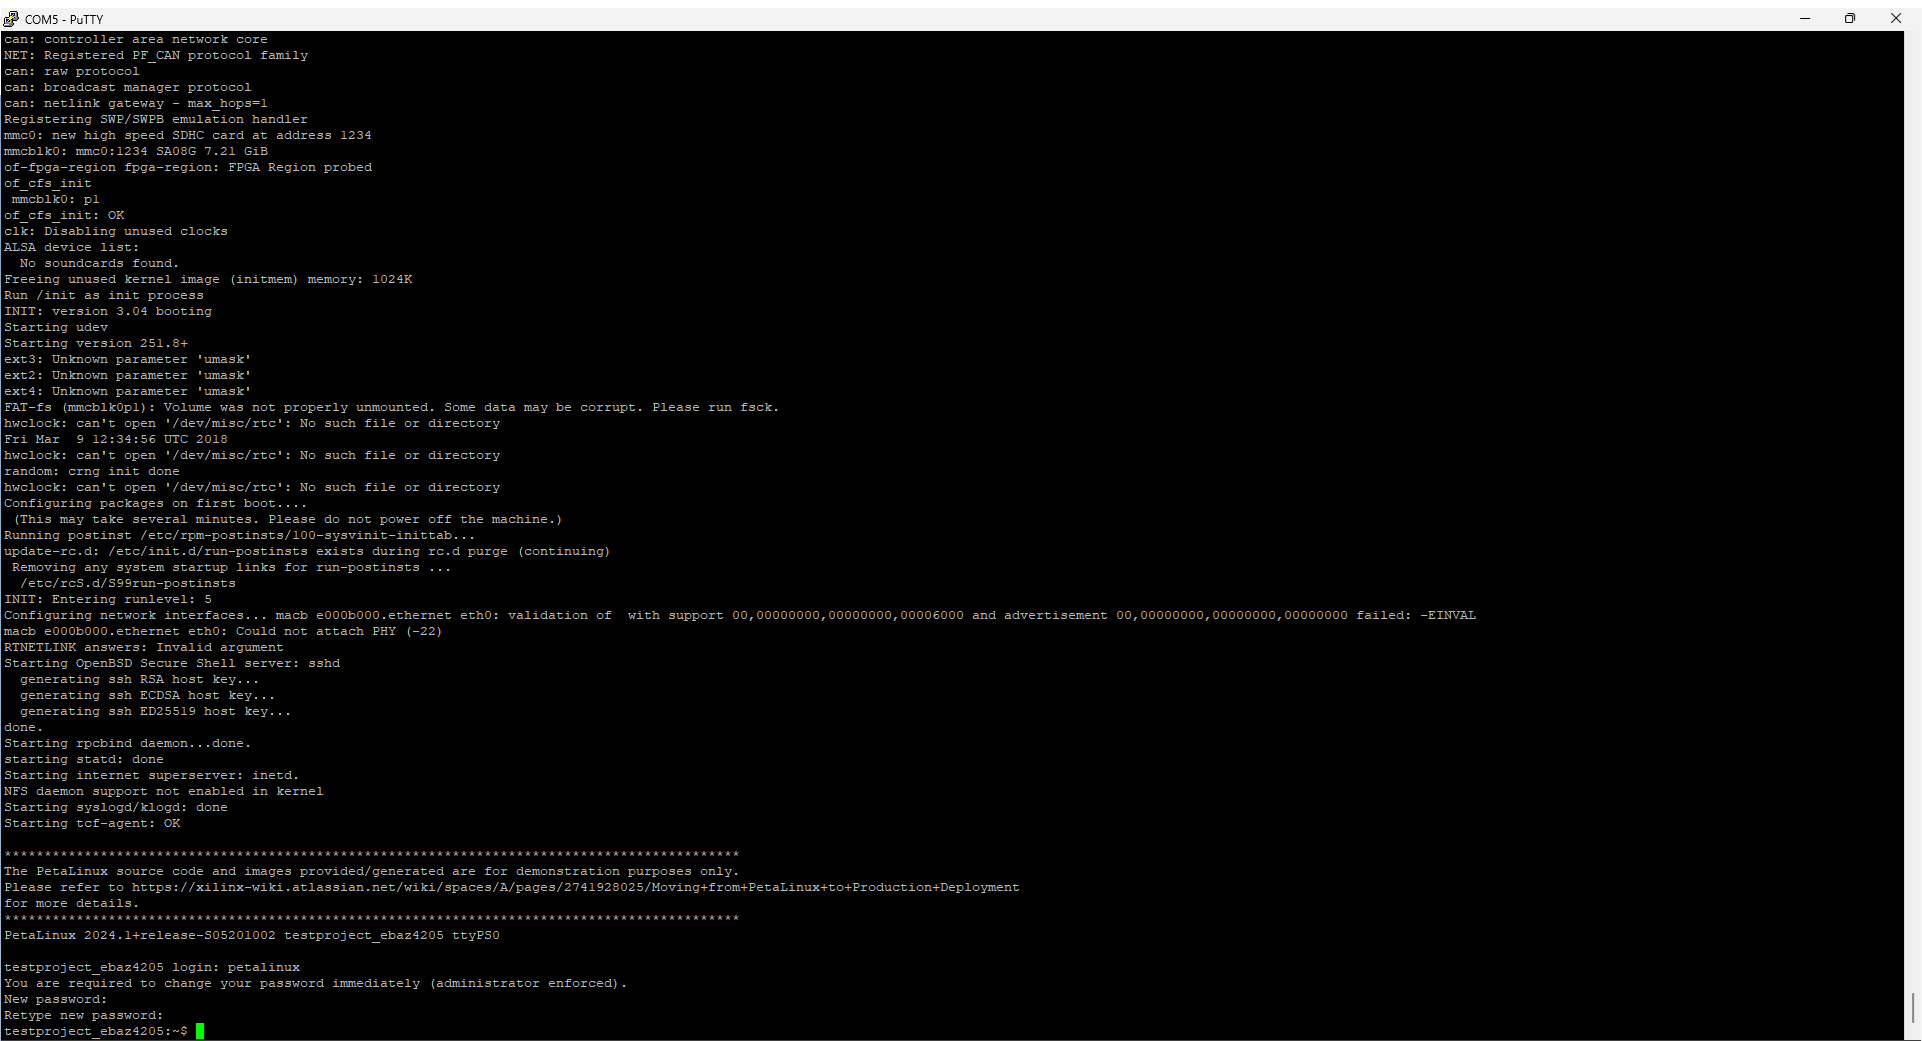 COM5 - PuTTY
can: controller area network core
NET: Registered PF_CAN protocol family
can: raw protocol
can: broadcast manager protocol
can: netlink gateway - max_hops=1
Registering SWP/SWPB emulation handler
mmc0: new high speed SDHC card at address 1234
mmcblk0: mmc0:1234 SA08G 7.21 GiB
of-fpga-region fpga-region: FPGA Region probed
of_cfs_init
 mmcblk0: p1
of_cfs_init: OK
clk: Disabling unused clocks
ALSA device list:
  No soundcards found.
Freeing unused kernel image (initmem) memory: 1024K
Run /init as init process
INIT: version 3.04 booting
Starting udev
Starting version 251.8+
ext3: Unknown parameter 'umask'
ext2: Unknown parameter 'umask'
ext4: Unknown parameter 'umask'
FAT-fs (mmcblk0p1): Volume was not properly unmounted. Some data may be corrupt. Please run fsck.
hwclock: can't open '/dev/misc/rtc': No such file or directory
Fri Mar  9 12:34:56 UTC 2018
hwclock: can't open '/dev/misc/rtc': No such file or directory
random: crng init done
hwclock: can't open '/dev/misc/rtc': No such file or directory
Configuring packages on first boot....
 (This may take several minutes. Please do not power off the machine.)
Running postinst /etc/rpm-postinsts/100-sysvinit-inittab...
update-rc.d: /etc/init.d/run-postinsts exists during rc.d purge (continuing)
 Removing any system startup links for run-postinsts ...
  /etc/rcS.d/S99run-postinsts
INIT: Entering runlevel: 5
Configuring network interfaces... macb e000b000.ethernet eth0: validation of  with support 00,00000000,00000000,00006000 and advertisement 00,00000000,00000000,00000000 failed: -EINVAL
macb e000b000.ethernet eth0: Could not attach PHY (-22)
RTNETLINK answers: Invalid argument
Starting OpenBSD Secure Shell server: sshd
  generating ssh RSA host key...
  generating ssh ECDSA host key...
  generating ssh ED25519 host key...
done.
Starting rpcbind daemon...done.
starting statd: done
Starting internet superserver: inetd.
NFS daemon support not enabled in kernel
Starting syslogd/klogd: done
Starting tcf-agent: OK
********************************************************************************************
The PetaLinux source code and images provided/generated are for demonstration purposes only.
Please refer to https://xilinx-wiki.atlassian.net/wiki/spaces/A/pages/2741928025/Moving+from+PetaLinux+to+Production+Deployment
for more details.
********************************************************************************************
PetaLinux 2024.1+release-S05201002 testproject_ebaz4205 ttyPS0
testproject_ebaz4205 login: petalinux
You are required to change your password immediately (administrator enforced).
New password:
Retype new password:
testproject_ebaz4205:~$